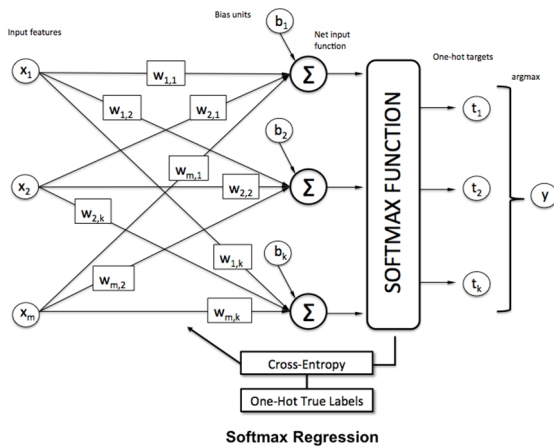 Input features
Bias units
Net input
function
One-hot targets
argmax
b1
x1
w1,1
Σ
w1,2
w2,1
t1
b2
wm,1
x2
w2,2
Σ
SOFTMAX FUNCTION
t2
y
w2,k
bk
w1,k
wm,2
tk
xm
wm,k
Σ
Cross-Entropy
One-Hot True Labels
Softmax Regression